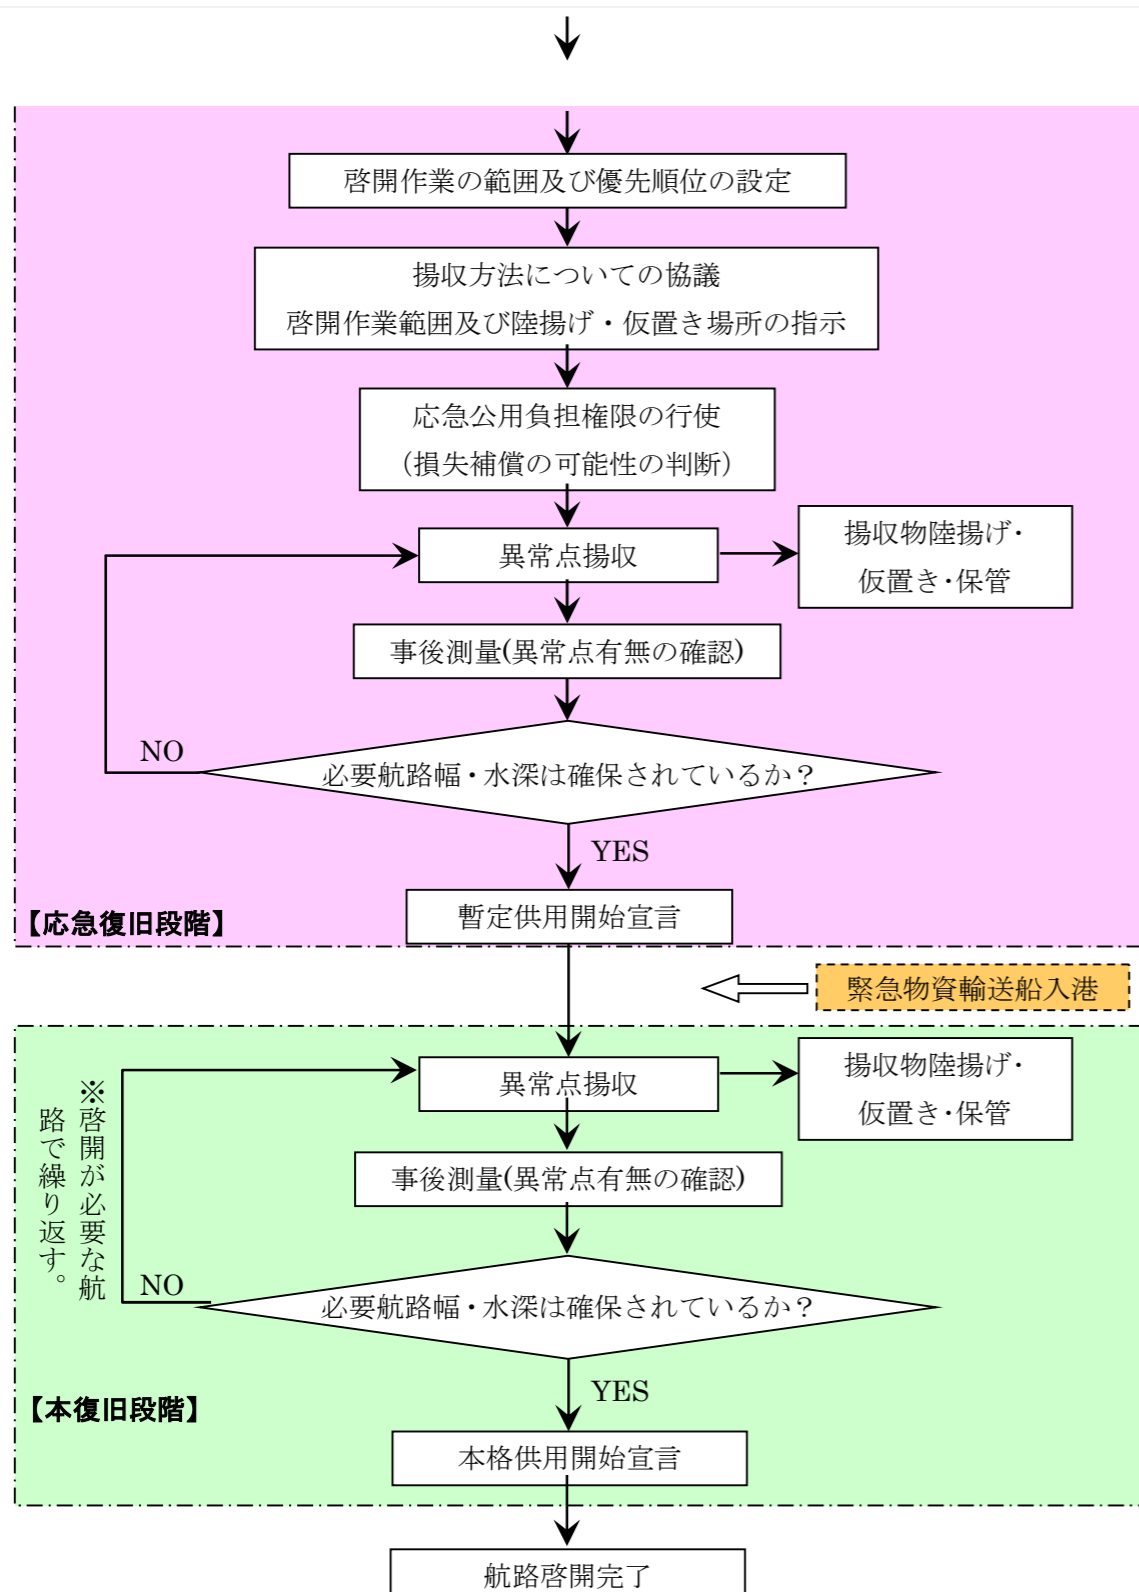 啓開作業の範囲及び優先順位の設定
揚収方法についての協議
啓開作業範囲及び陸揚げ・仮置き場所の指示
応急公用負担権限の行使
（損失補償の可能性の判断）
異常点揚収
揚収物陸揚げ･
仮置き･保管
事後測量(異常点有無の確認)
NO
必要航路幅・水深は確保されているか？
YES
暫定供用開始宣言
【応急復旧段階】
緊急物資輸送船入港
異常点揚収
揚収物陸揚げ･
仮置き･保管
※啓開が必要な航
路で繰り返す。
事後測量(異常点有無の確認)
NO
必要航路幅・水深は確保されているか？
YES
【本復旧段階】
本格供用開始宣言
航路啓開完了